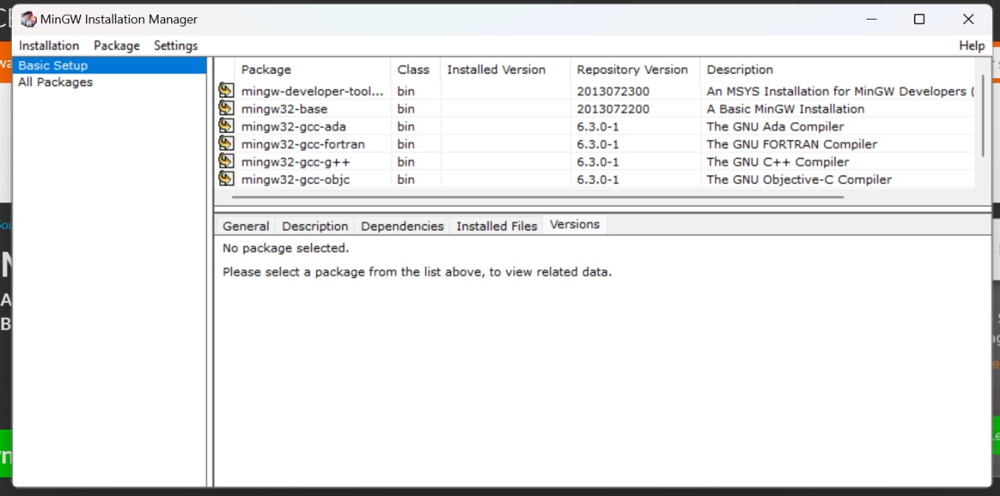 MinGW Installation Manager
Installation Package Settings Help
Basic Setup
All Packages
Package Class Installed Version Repository Version Description
mingw-developer-tool... bin 2013072300 An MSYS Installation for MinGW Developers (
mingw32-base bin 2013072200 A Basic MinGW Installation
mingw32-gcc-ada bin 6.3.0-1 The GNU Ada Compiler
mingw32-gcc-fortran bin 6.3.0-1 The GNU FORTRAN Compiler
mingw32-gcc-g++ bin 6.3.0-1 The GNU C++ Compiler
mingw32-gcc-objc bin 6.3.0-1 The GNU Objective-C Compiler
General Description Dependencies Installed Files Versions
No package selected.
Please select a package from the list above, to view related data.